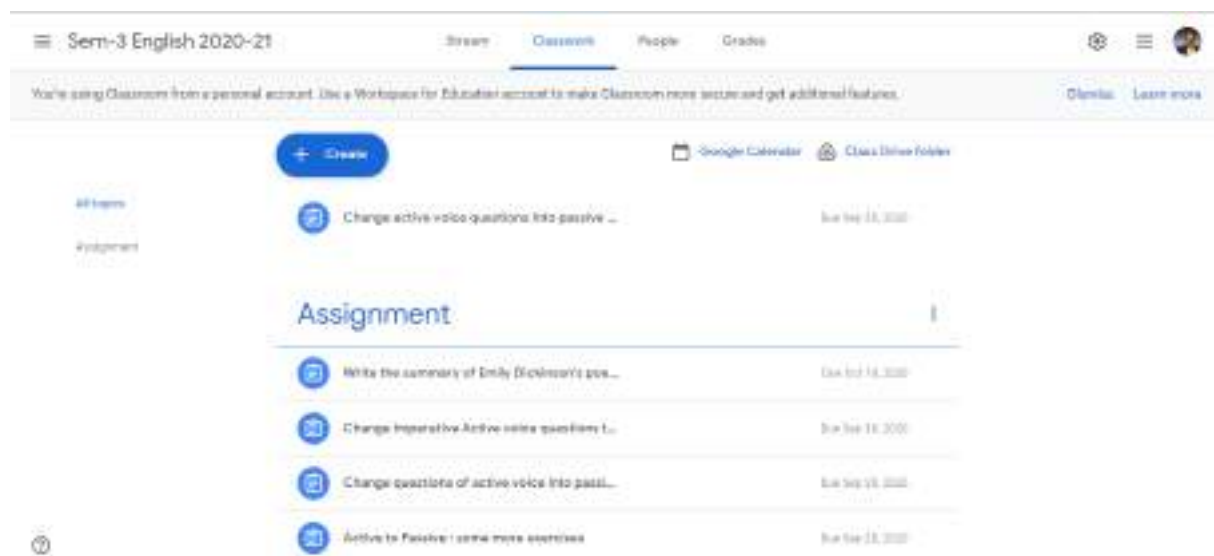 Sem-3 English 2020-21
Stream Classwork People Grades
You're using Classroom from a personal account. Use a Workspace for Education account to make Classroom more secure and get additional features. Dismiss Learn more
+ Create Google Calendar Class Drive folder
All topics
Change active voice questions into passive ...
Assignment
Assignment
Write the summary of Emily Dickinson's poe...
Change Imperative Active voice questions t...
Change questions of active voice into passi...
Active to Passive : some more exercises